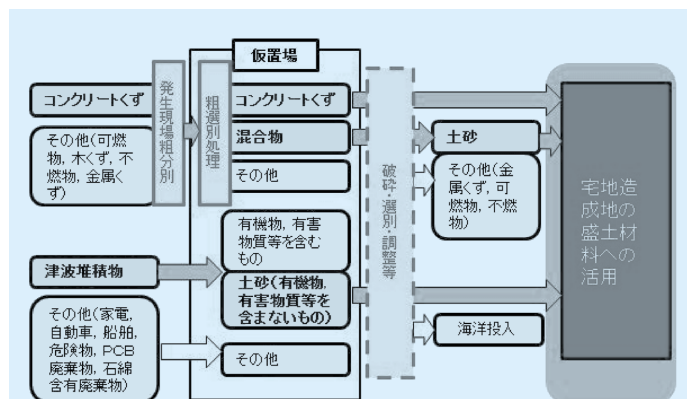 仮置場
コンクリートくず
その他(可燃
物, 木くず, 不
燃物, 金属く
ず)
発生現場粗分別
粗選別処理
コンクリートくず
混合物
その他
破砕・選別・調整等
土砂
その他(金
属くず, 可
燃物, 不燃
物)
宅地造
成地の
盛土材
料への
活用
津波堆積物
その他(家電,
自動車, 船舶,
危険物, PCB
廃棄物, 石綿
含有廃棄物)
有機物, 有害
物質等を含む
もの
土砂(有機物,
有害物質等を
含まないもの)
その他
海洋投入